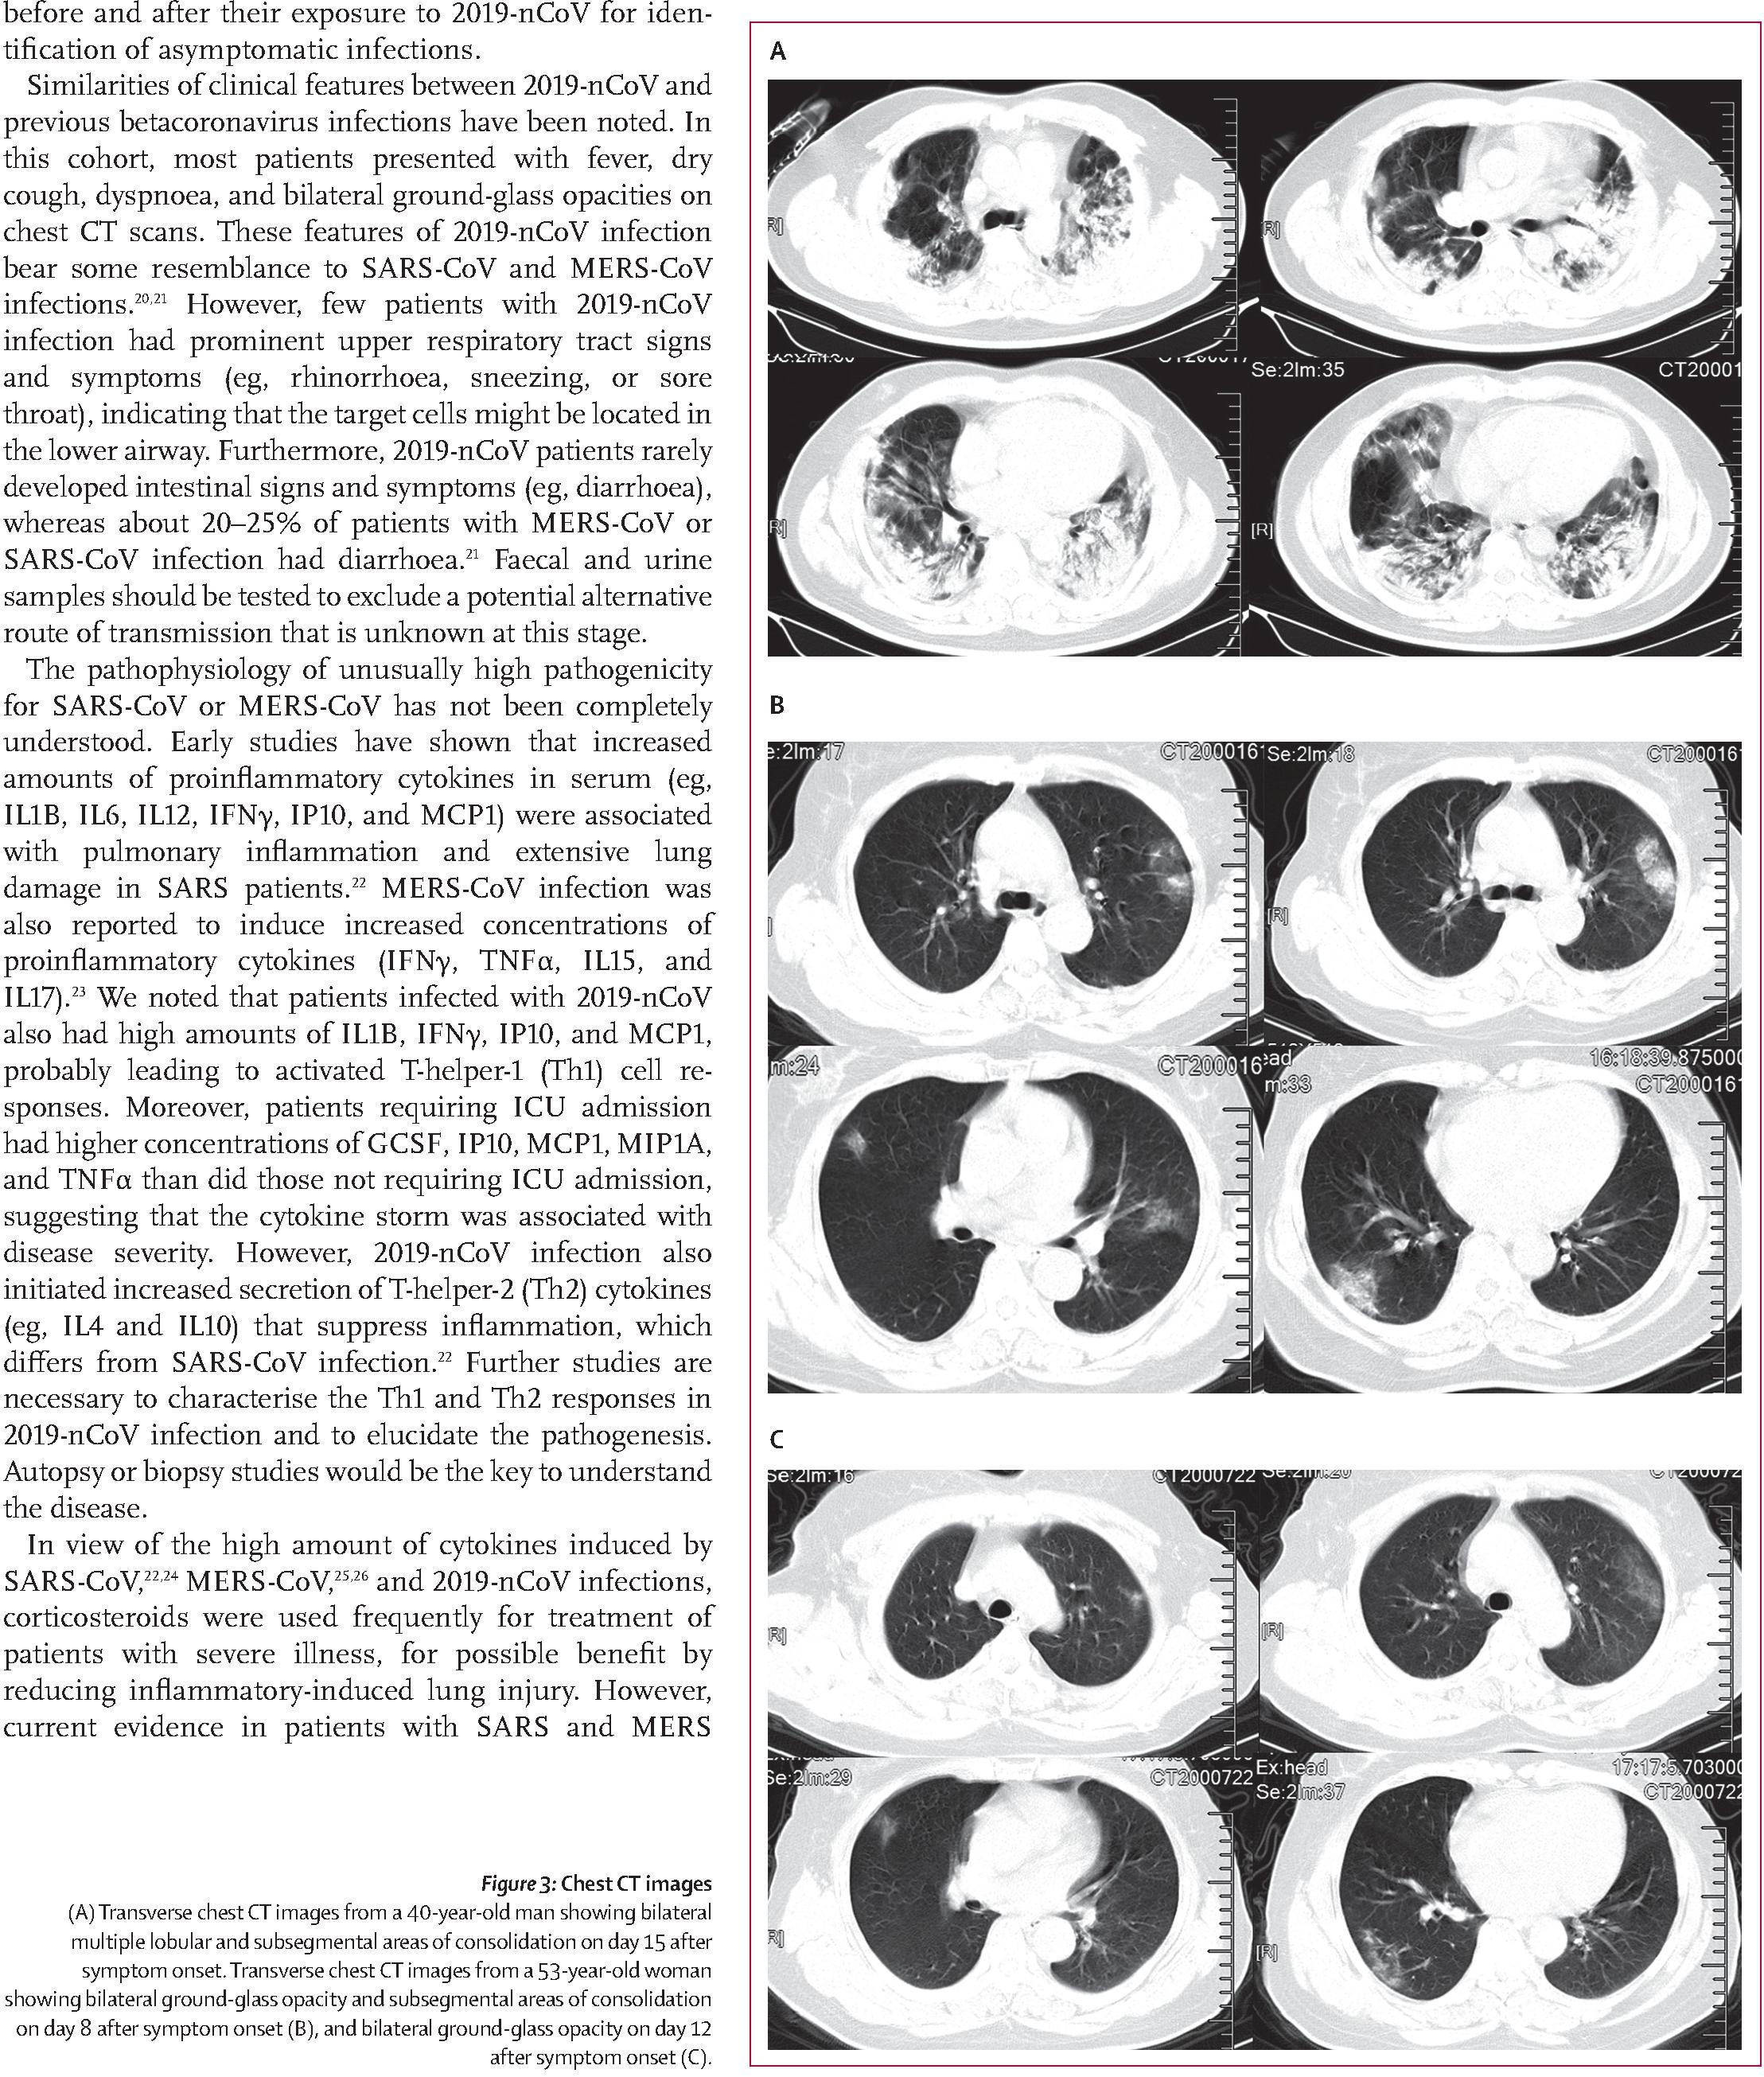 before and after their exposure to 2019-nCoV for iden-
tification of asymptomatic infections.
Similarities of clinical features between 2019-nCoV and
previous betacoronavirus infections have been noted. In
this cohort, most patients presented with fever, dry
cough, dyspnoea, and bilateral ground-glass opacities on
chest CT scans. These features of 2019-nCoV infection
bear some resemblance to SARS-CoV and MERS-CoV
infections.20,21 However, few patients with 2019-nCoV
infection had prominent upper respiratory tract signs
and symptoms (eg, rhinorrhoea, sneezing, or sore
throat), indicating that the target cells might be located in
the lower airway. Furthermore, 2019-nCoV patients rarely
developed intestinal signs and symptoms (eg, diarrhoea),
whereas about 20–25% of patients with MERS-CoV or
SARS-CoV infection had diarrhoea.21 Faecal and urine
samples should be tested to exclude a potential alternative
route of transmission that is unknown at this stage.
The pathophysiology of unusually high pathogenicity
for SARS-CoV or MERS-CoV has not been completely
understood. Early studies have shown that increased
amounts of proinflammatory cytokines in serum (eg,
IL1B, IL6, IL12, IFNγ, IP10, and MCP1) were associated
with pulmonary inflammation and extensive lung
damage in SARS patients.22 MERS-CoV infection was
also reported to induce increased concentrations of
proinflammatory cytokines (IFNγ, TNFα, IL15, and
IL17).23 We noted that patients infected with 2019-nCoV
also had high amounts of IL1B, IFNγ, IP10, and MCP1,
probably leading to activated T-helper-1 (Th1) cell re-
sponses. Moreover, patients requiring ICU admission
had higher concentrations of GCSF, IP10, MCP1, MIP1A,
and TNFα than did those not requiring ICU admission,
suggesting that the cytokine storm was associated with
disease severity. However, 2019-nCoV infection also
initiated increased secretion of T-helper-2 (Th2) cytokines
(eg, IL4 and IL10) that suppress inflammation, which
differs from SARS-CoV infection.22 Further studies are
necessary to characterise the Th1 and Th2 responses in
2019-nCoV infection and to elucidate the pathogenesis.
Autopsy or biopsy studies would be the key to understand
the disease.
In view of the high amount of cytokines induced by
SARS-CoV,22,24 MERS-CoV,25,26 and 2019-nCoV infections,
corticosteroids were used frequently for treatment of
patients with severe illness, for possible benefit by
reducing inflammatory-induced lung injury. However,
current evidence in patients with SARS and MERS
Figure 3: Chest CT images
(A) Transverse chest CT images from a 40-year-old man showing bilateral
multiple lobular and subsegmental areas of consolidation on day 15 after
symptom onset. Transverse chest CT images from a 53-year-old woman
showing bilateral ground-glass opacity and subsegmental areas of consolidation
on day 8 after symptom onset (B), and bilateral ground-glass opacity on day 12
after symptom onset (C).
A
R]
[R]
Se:2Im:35
CT20001
R]
[R]
B
e:2Im:17
CT200016
Se:2Im:18
CT200016
]
[R]
m:24
CT200016
ead
16:18:39.875000
m:33
CT200016
C
Se:2Im:16
CT2000722
Se:2Im:20
R]
[R]
Se:2Im:29
CT2000722
Ex:head
17:17:5.703000
Se:2Im:37
CT2000722
R]
[R]